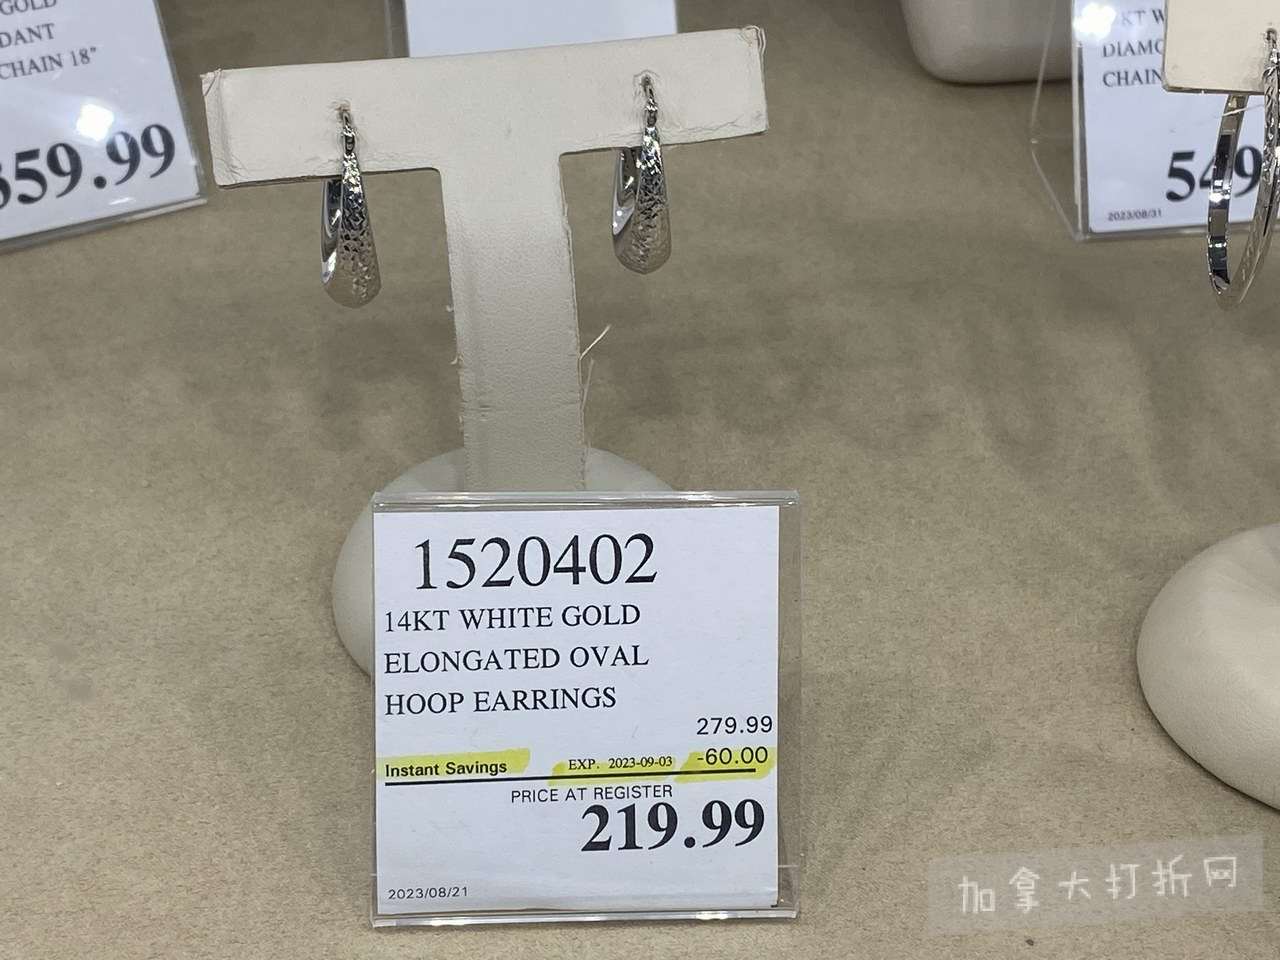 GOLD
DANT
CHAIN 18"
59.99
KT W
DIAMO
CHAIN
549
2023/08/31
1520402
14KT WHITE GOLD
ELONGATED OVAL
HOOP EARRINGS
279.99
Instant Savings EXP. 2023-09-03 -60.00
PRICE AT REGISTER
219.99
2023/08/21
加拿大打折网